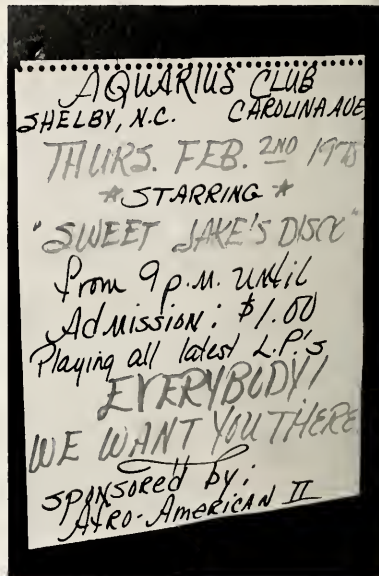 AQUARIUS CLUB
SHELBY, N.C. CAROLINA AVE.
THURS. FEB. 2ND 1978
* STARRING *
"SWEET JAKE'S DISCO"
from 9 p.m. until
Admission: $1.00
Playing all latest L.P.'s
EVERYBODY!
WE WANT YOU THERE
sponsored by:
Afro-American II